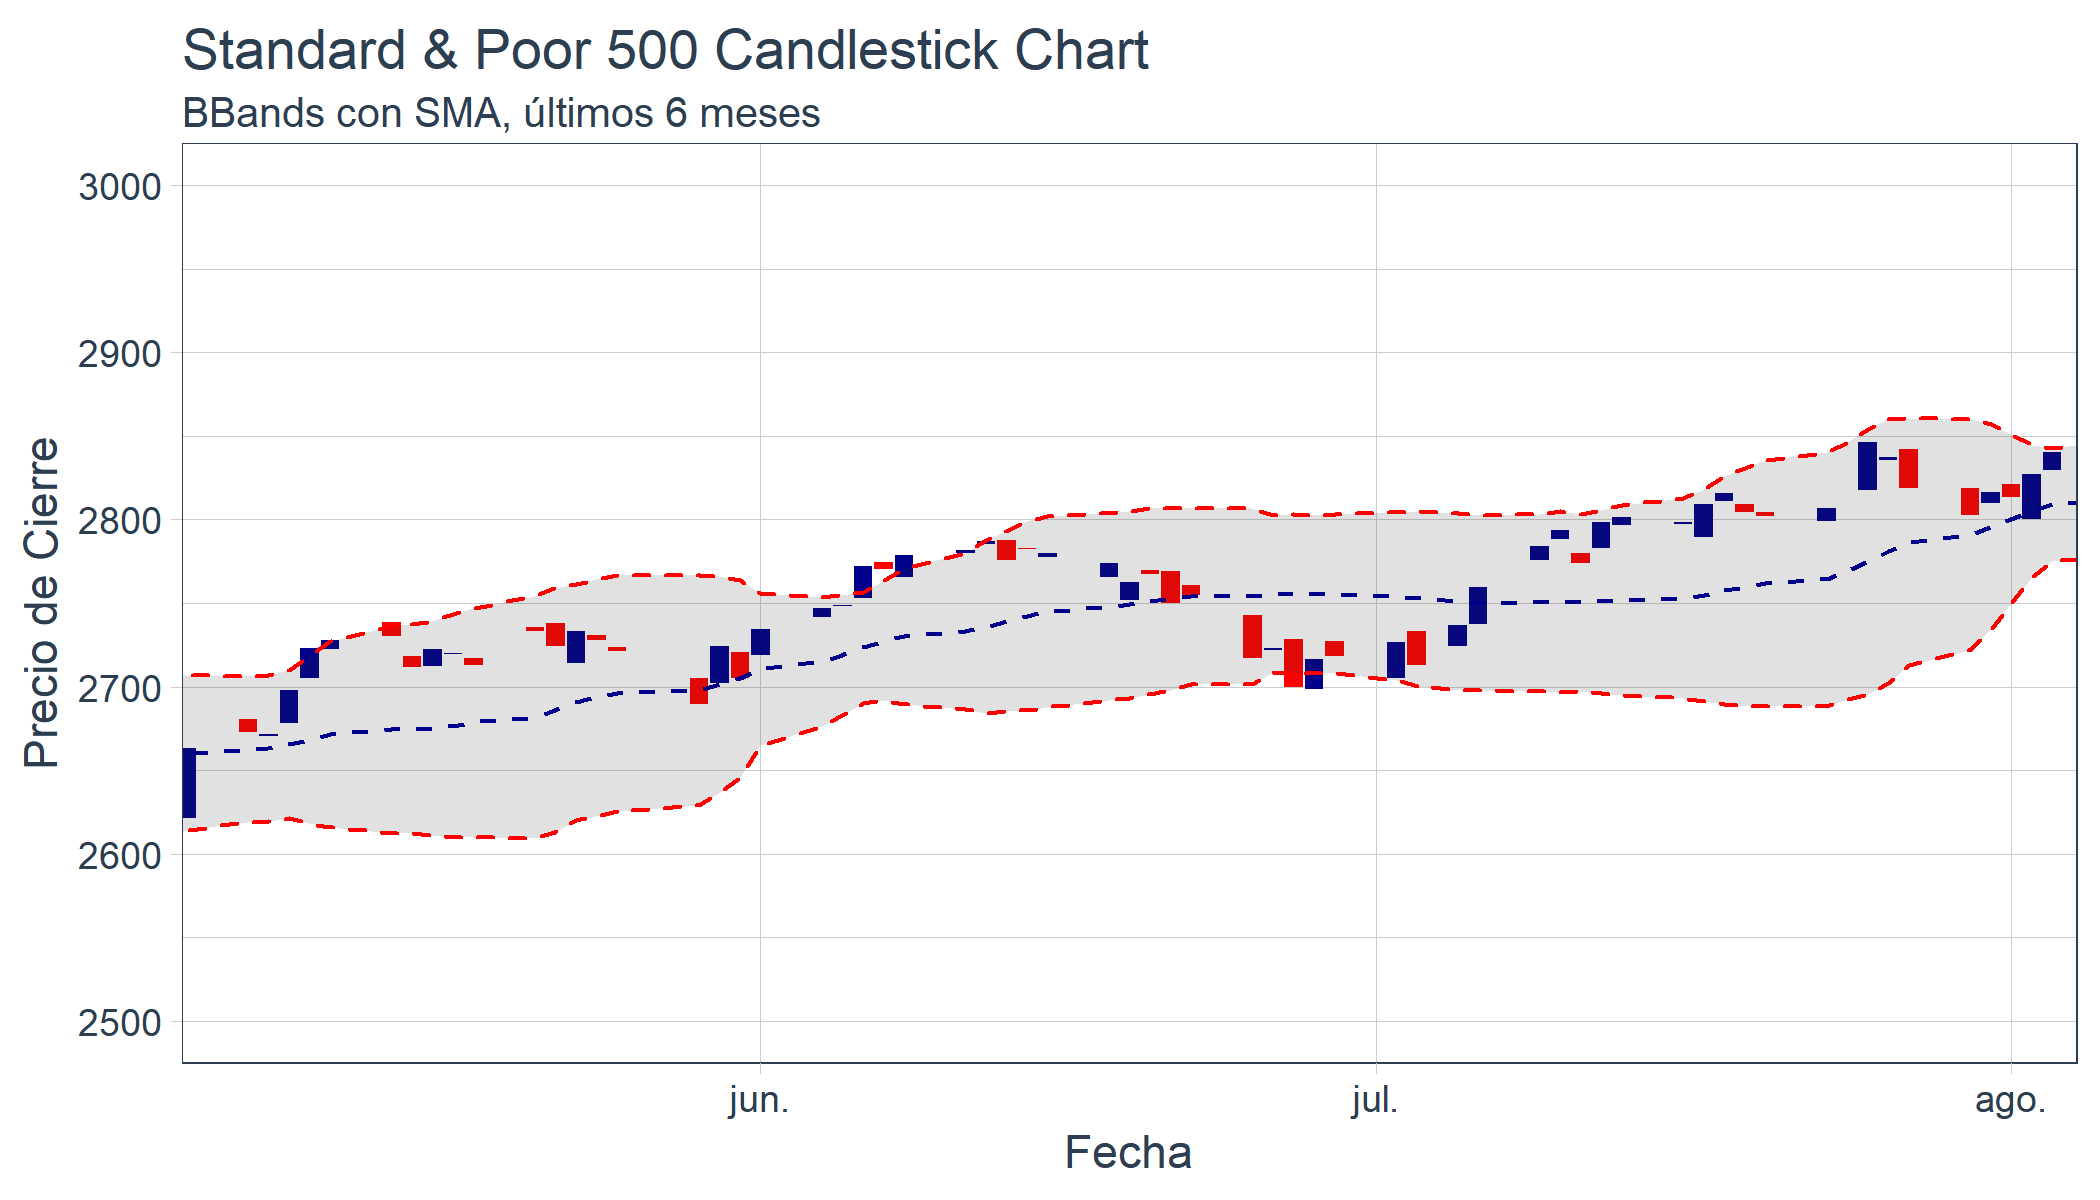 Standard & Poor 500 Candlestick Chart
BBands con SMA, últimos 6 meses
Precio de Cierre
3000
2900
2800
2700
2600
2500
jun.
jul.
ago.
Fecha